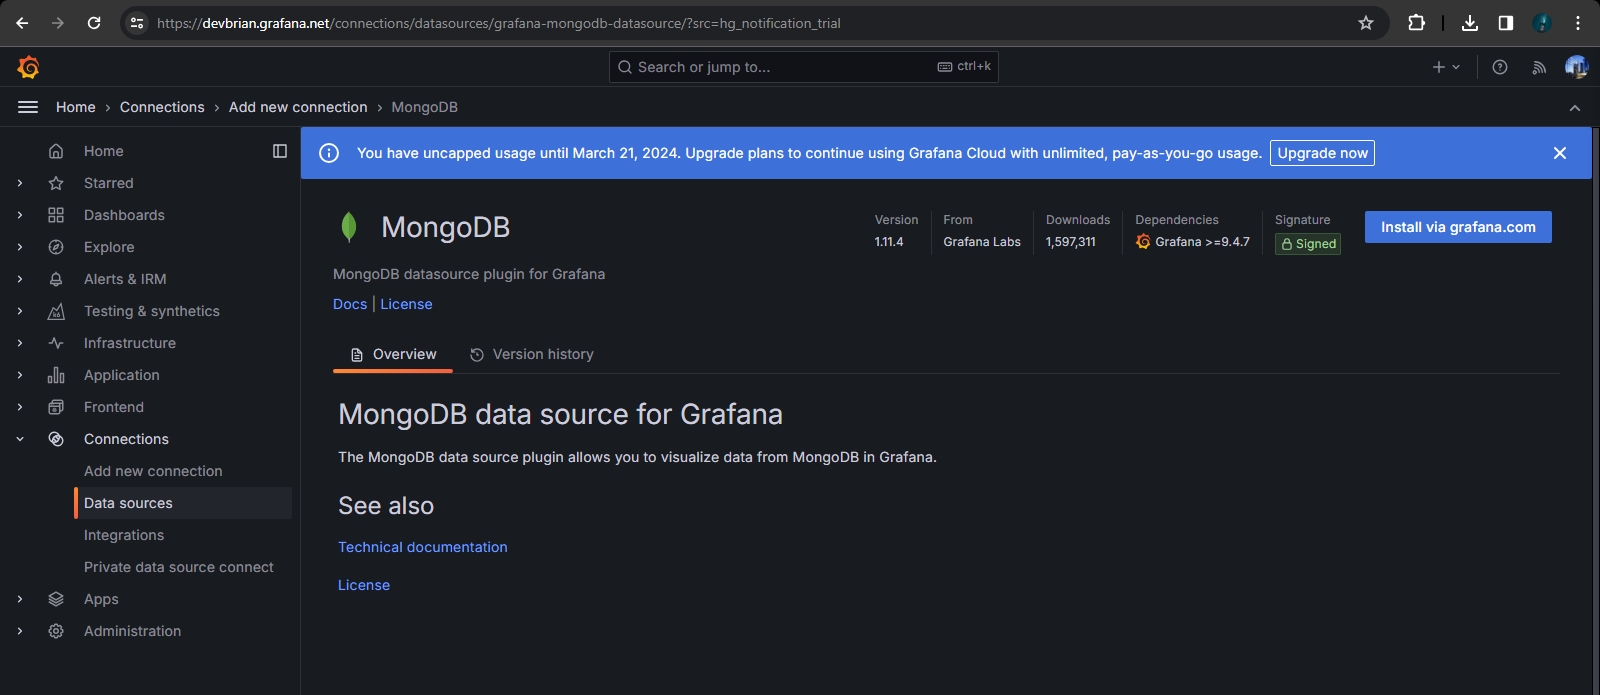 https://devbrian.grafana.net/connections/datasources/grafana-mongodb-datasource/?src=hg_notification_trial
Search or jump to... ctrl+k
Home › Connections › Add new connection › MongoDB
Home
Starred
Dashboards
Explore
Alerts & IRM
Testing & synthetics
Infrastructure
Application
Frontend
Connections
Add new connection
Data sources
Integrations
Private data source connect
Apps
Administration
You have uncapped usage until March 21, 2024. Upgrade plans to continue using Grafana Cloud with unlimited, pay-as-you-go usage. Upgrade now
MongoDB
Version From Downloads Dependencies Signature
1.11.4 Grafana Labs 1,597,311 Grafana >=9.4.7 Signed
Install via grafana.com
MongoDB datasource plugin for Grafana
Docs | License
Overview Version history
MongoDB data source for Grafana
The MongoDB data source plugin allows you to visualize data from MongoDB in Grafana.
See also
Technical documentation
License